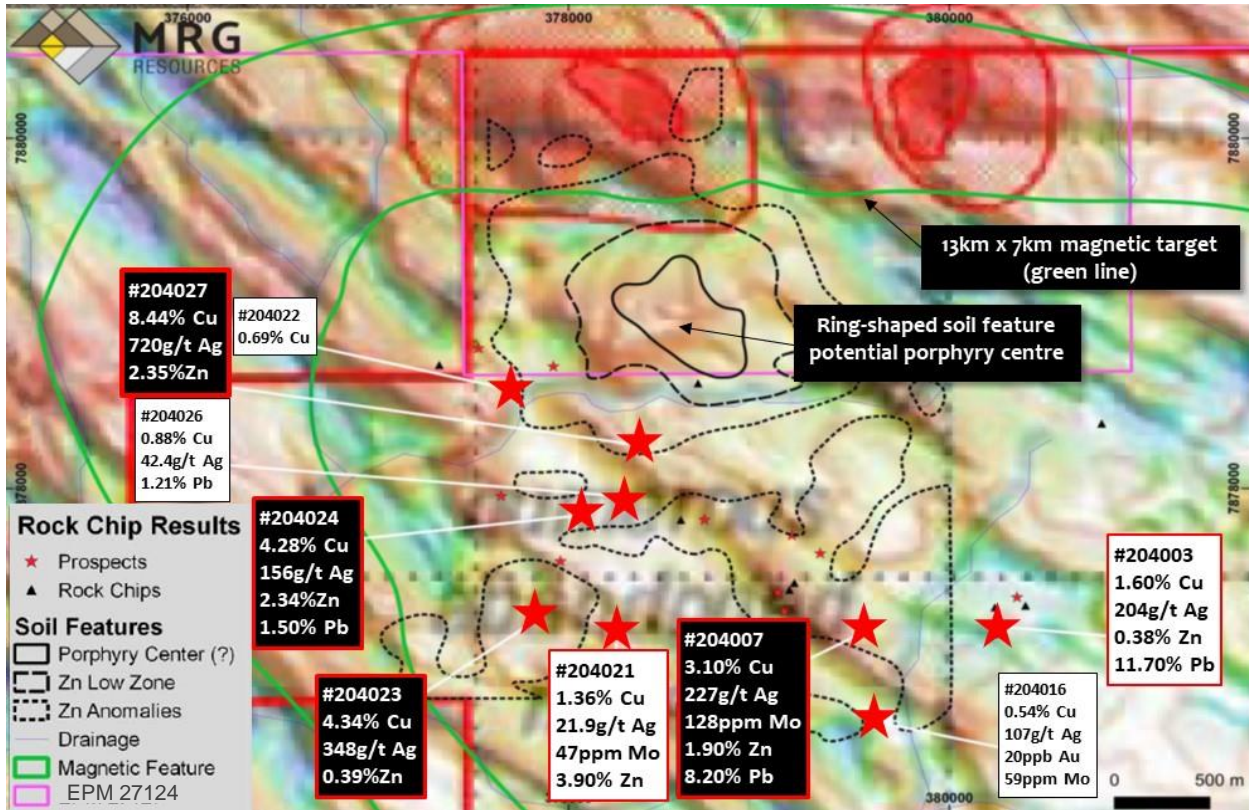 376000
378000
380000
MRG
RESOURCES
7880000
7880000
13km x 7km magnetic target
(green line)
Ring-shaped soil feature
potential porphyry centre
#204027
8.44% Cu
720g/t Ag
2.35%Zn
#204022
0.69% Cu
#204026
0.88% Cu
42.4g/t Ag
1.21% Pb
7878000
7878000
#204024
4.28% Cu
156g/t Ag
2.34%Zn
1.50% Pb
#204023
4.34% Cu
348g/t Ag
0.39%Zn
#204021
1.36% Cu
21.9g/t Ag
47ppm Mo
3.90% Zn
#204007
3.10% Cu
227g/t Ag
128ppm Mo
1.90% Zn
8.20% Pb
#204003
1.60% Cu
204g/t Ag
0.38% Zn
11.70% Pb
#204016
0.54% Cu
107g/t Ag
20ppb Au
59ppm Mo
Rock Chip Results
Prospects
Rock Chips
Soil Features
Porphyry Center (?)
Zn Low Zone
Zn Anomalies
Drainage
Magnetic Feature
EPM 27124
380000
0 500 m